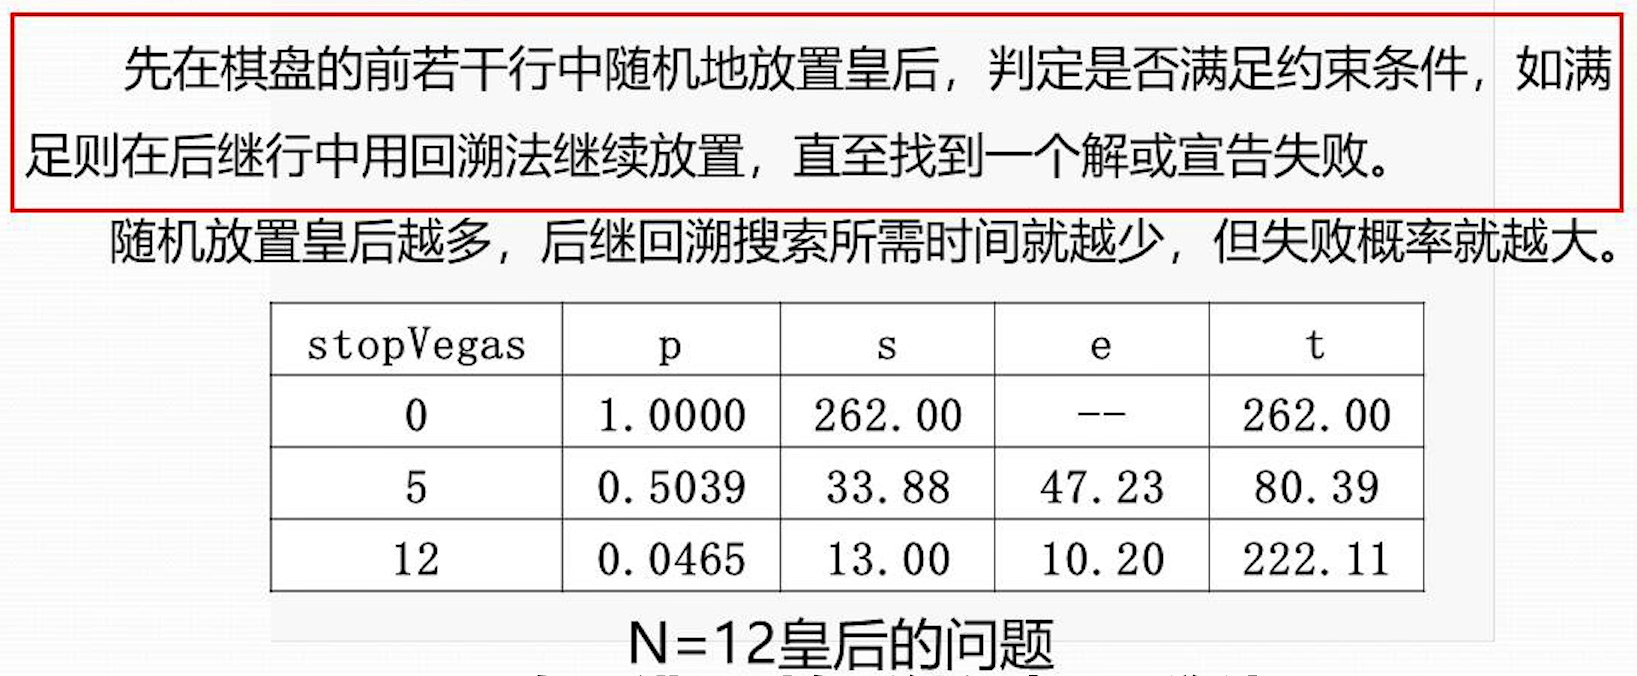 先在棋盘的前若干行中随机地放置皇后，判定是否满足约束条件，如满
足则在后继行中用回溯法继续放置，直至找到一个解或宣告失败。
随机放置皇后越多，后继回溯搜索所需时间就越少，但失败概率就越大。
stopVegas p s e t
0 1.0000 262.00 -- 262.00
5 0.5039 33.88 47.23 80.39
12 0.0465 13.00 10.20 222.11
N=12皇后的问题